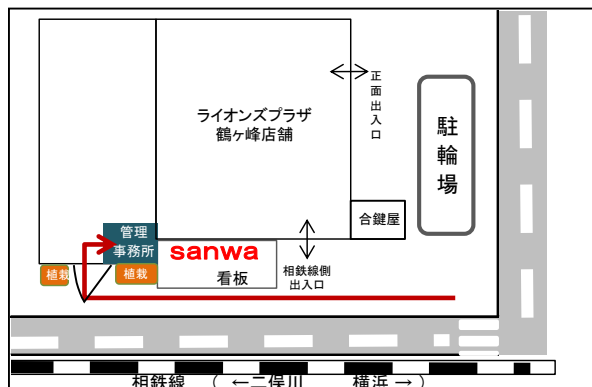 ライオンズプラザ
鶴ヶ峰店舗
正面出入口
駐輪場
合鍵屋
管理
事務所
sanwa
看板
相鉄線側
出入口
植栽
植栽
相鉄線 ( ←二俣川 横浜→)